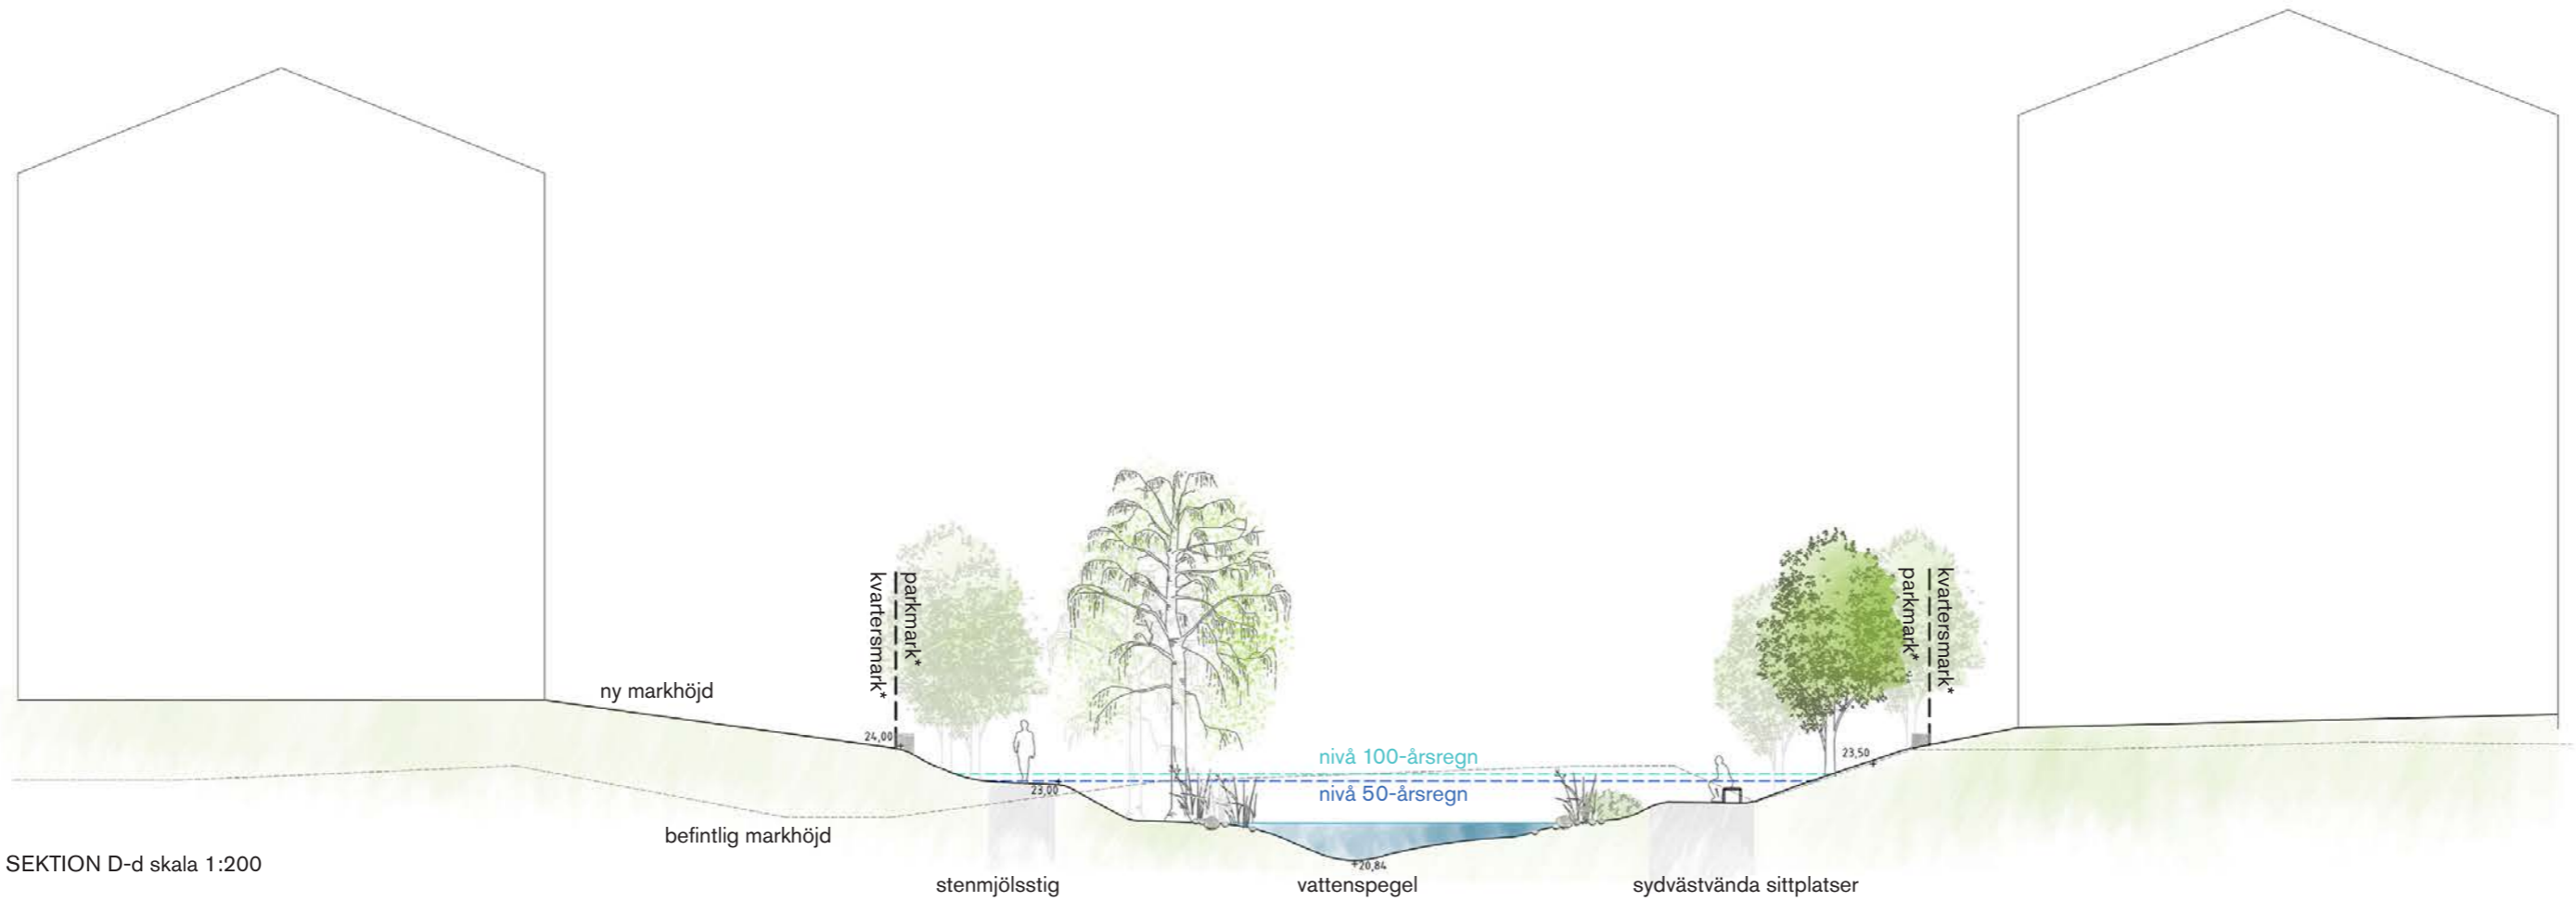 kvartersmark*
parkmark*
parkmark*
kvartersmark*
ny markhöjd
24,00
nivå 100-årsregn
23,50
23,00
nivå 50-årsregn
befintlig markhöjd
+20,84
SEKTION D-d skala 1:200
stenmjölsstig
vattenspegel
sydvästvända sittplatser